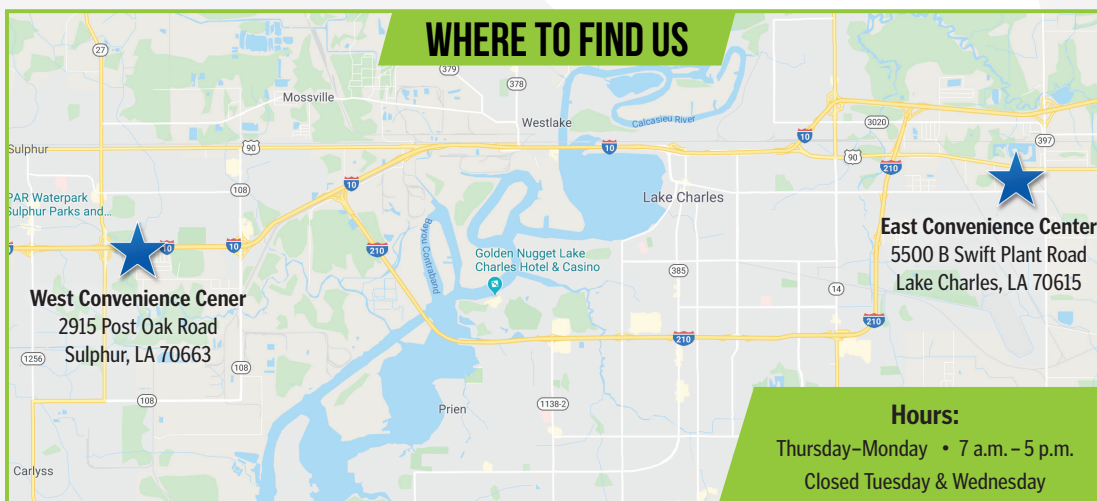 WHERE TO FIND US
27
379
378
Mossville
Westlake
Calcasieu River
3020
10
397
Sulphur
90
10
90
210
108
10
PAR Waterpark
Sulphur Parks and...
Lake Charles
East Convenience Center
5500 B Swift Plant Road
Lake Charles, LA 70615
10
10
210
Bayou Contraband
Golden Nugget Lake
Charles Hotel & Casino
385
14
West Convenience Cener
2915 Post Oak Road
Sulphur, LA 70663
210
210
1256
108
108
Prien
1138-2
Carlyss
Hours:
Thursday–Monday • 7 a.m. – 5 p.m.
Closed Tuesday & Wednesday